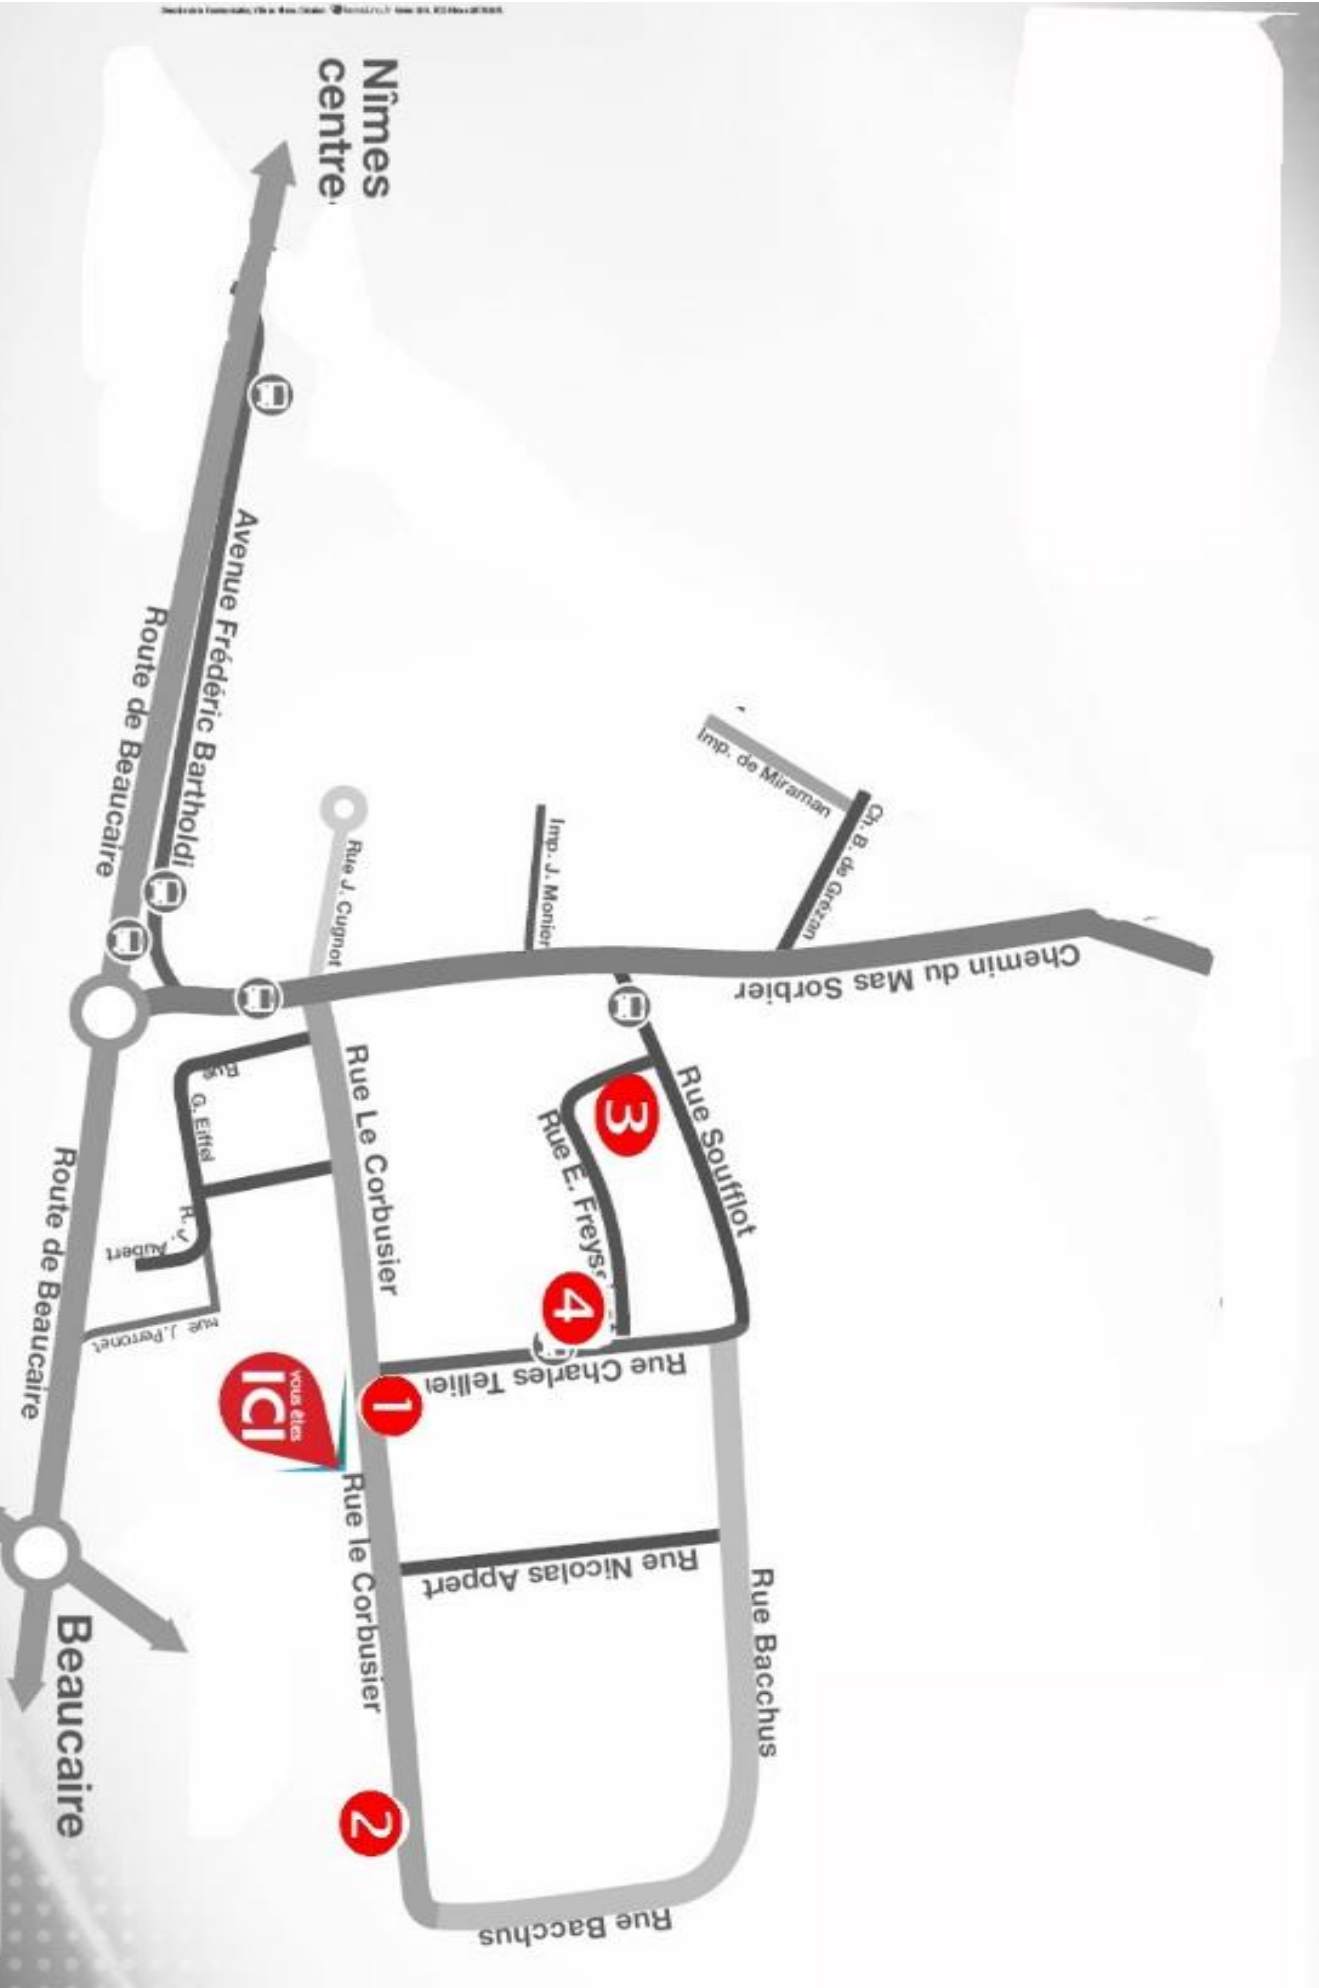 Nîmes
centre
Avenue Frédéric Bartholdi
Route de Beaucaire
Imp. de Miraman
Ch. B. de Grézan
Imp. J. Monier
Rue J. Cugnot
Chemin du Mas Sorbier
Rue Soufflot
3
Rue E. Freyss
4
Rue Le Corbusier
Rue
G. Eiffel
R. J.
Aubert
rue J.Perronet
Route de Beaucaire
Rue Charles Tellier
1
vous êtes
ICI
Rue le Corbusier
Rue Nicolas Appert
Rue Bacchus
2
Rue Bacchus
Beaucaire